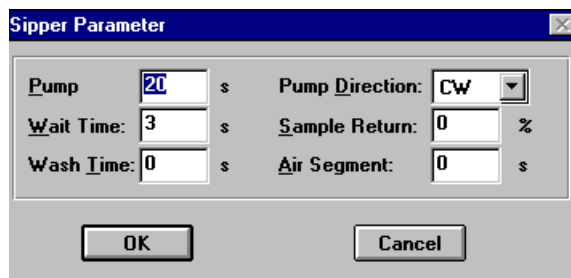 Sipper Parameter
Pump 20 s Pump Direction: CW
Wait Time: 3 s Sample Return: 0 %
Wash Time: 0 s Air Segment: 0 s
OK Cancel